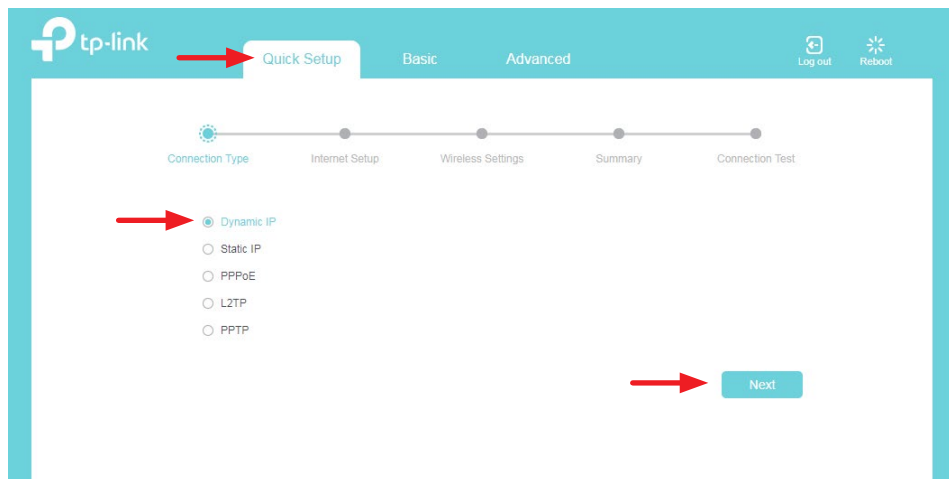 tp-link
Quick Setup Basic Advanced
Log out Reboot
Connection Type Internet Setup Wireless Settings Summary Connection Test
Dynamic IP
Static IP
PPPoE
L2TP
PPTP
Next